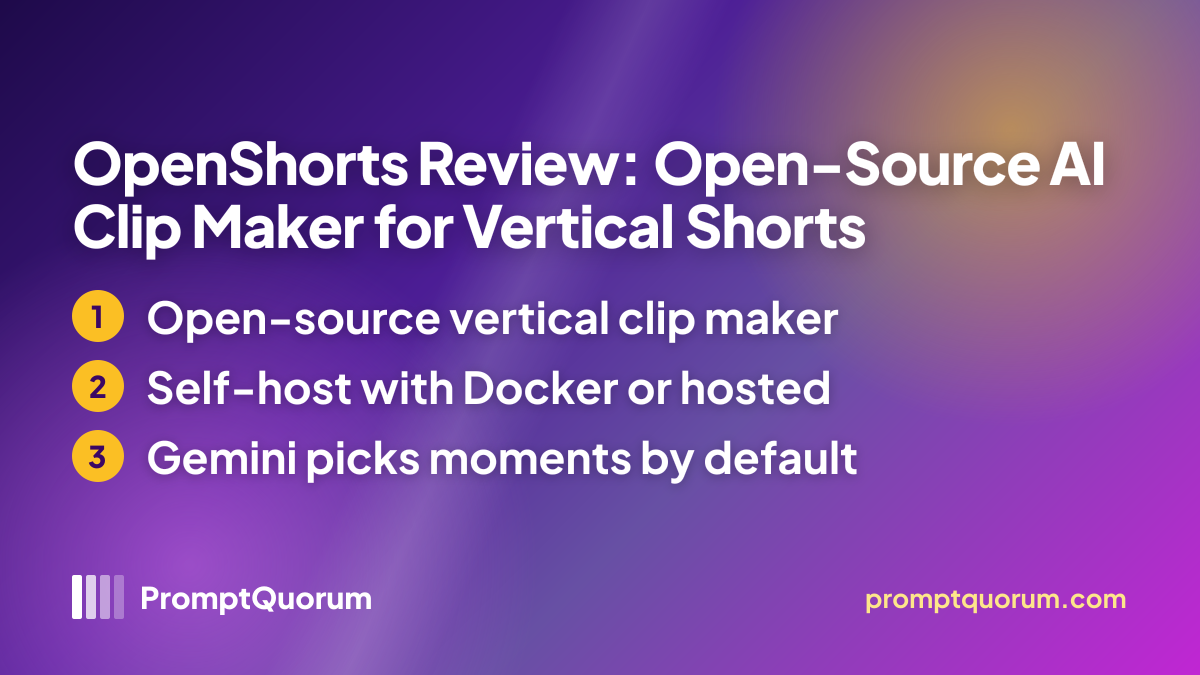 OpenShorts Review: Open-Source AI
Clip Maker for Vertical Shorts
1 Open-source vertical clip maker
2 Self-host with Docker or hosted
3 Gemini picks moments by default
PromptQuorum
promptquorum.com